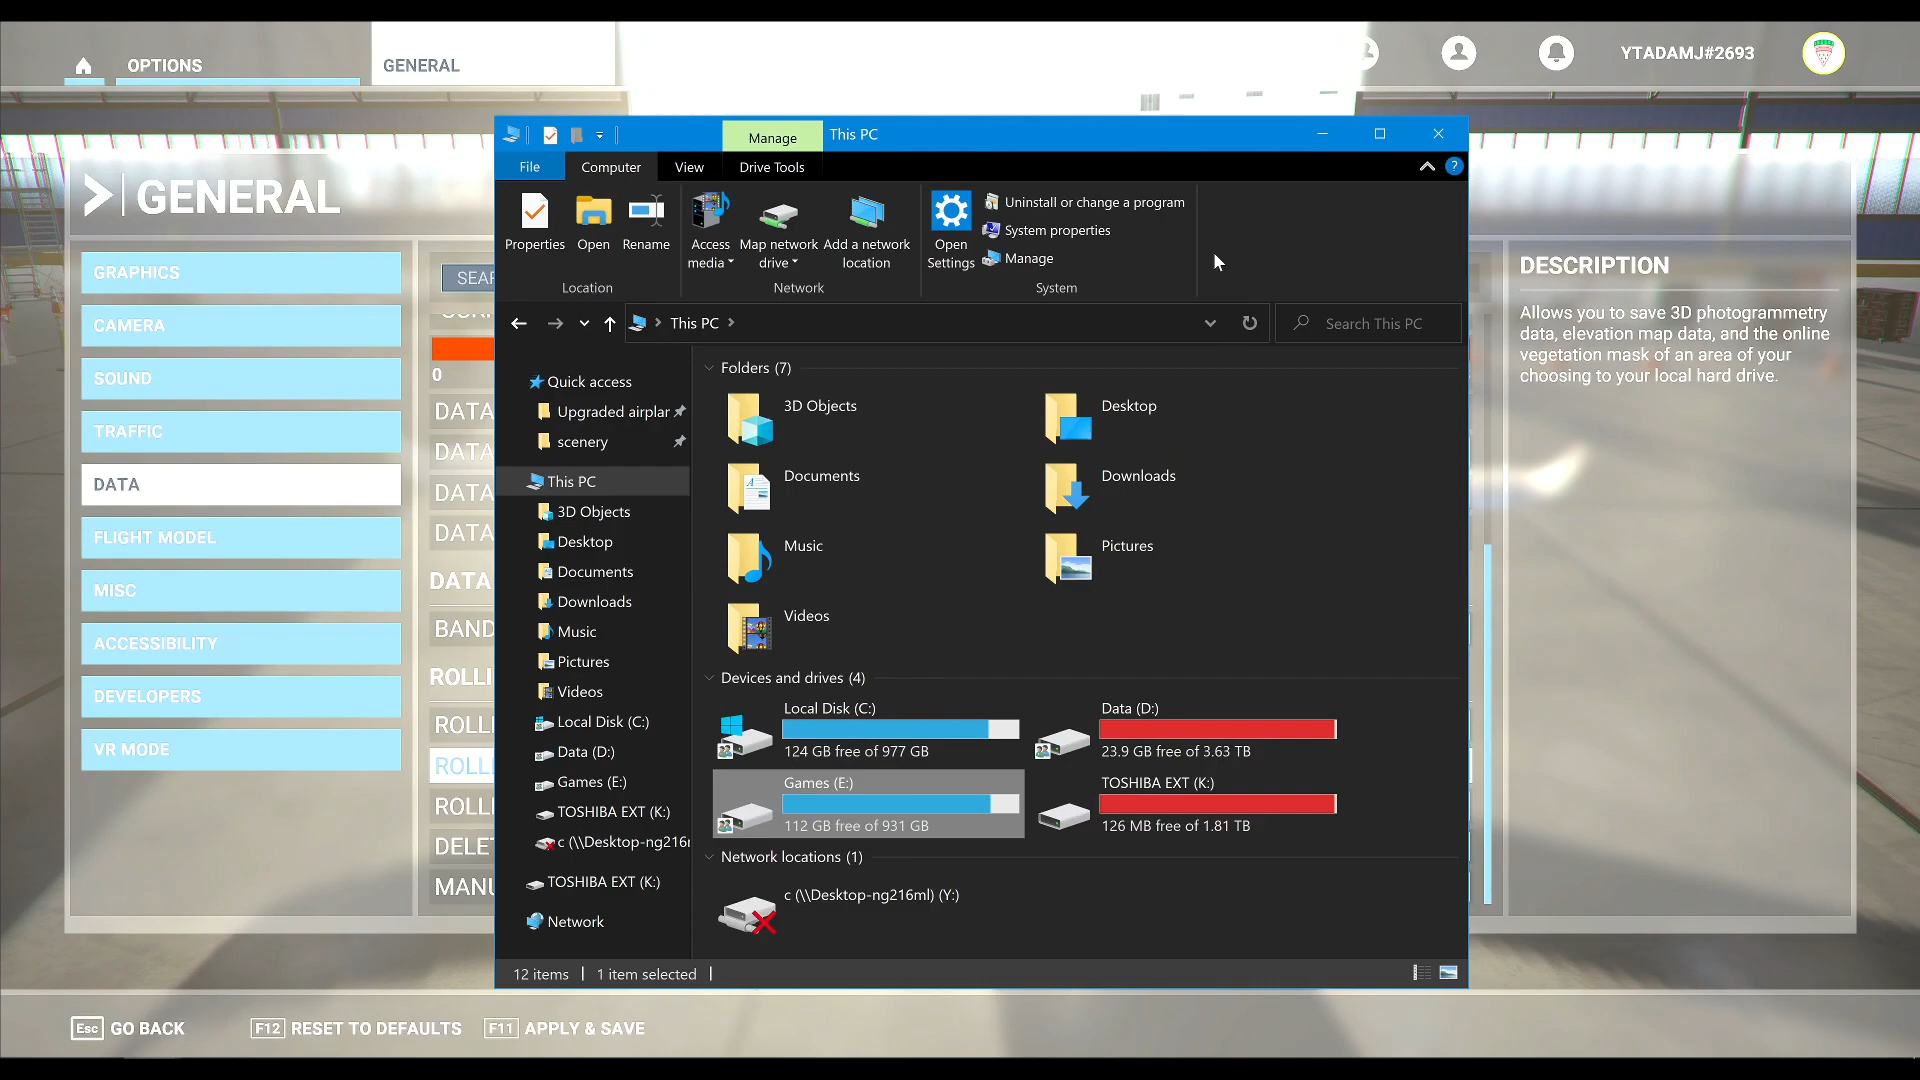 OPTIONS
GENERAL
YTADAMJ#2693
GENERAL
GRAPHICS
CAMERA
SOUND
TRAFFIC
DATA
FLIGHT MODEL
MISC
ACCESSIBILITY
DEVELOPERS
VR MODE
0
DATA
DATA
DATA
DATA
DATA
Manage
This PC
File
Computer
View
Drive Tools
Properties
Open
Rename
Access media
Map network drive
Add a network location
Open Settings
Uninstall or change a program
System properties
Manage
Location
Network
System
This PC
Search This PC
Quick access
Upgraded airplar
scenery
This PC
3D Objects
Desktop
Documents
Downloads
Music
Pictures
Videos
Local Disk (C:)
Data (D:)
Games (E:)
TOSHIBA EXT (K:)
c (\\Desktop-ng216m
TOSHIBA EXT (K:)
Network
Folders (7)
3D Objects
Desktop
Documents
Downloads
Music
Pictures
Videos
Devices and drives (4)
Local Disk (C:)
124 GB free of 977 GB
Data (D:)
23.9 GB free of 3.63 TB
Games (E:)
112 GB free of 931 GB
TOSHIBA EXT (K:)
126 MB free of 1.81 TB
Network locations (1)
c (\\Desktop-ng216ml) (Y:)
12 items
1 item selected
DESCRIPTION
Allows you to save 3D photogrammetry
data, elevation map data, and the online
vegetation mask of an area of your
choosing to your local hard drive.
Esc GO BACK
F12 RESET TO DEFAULTS
F11 APPLY & SAVE